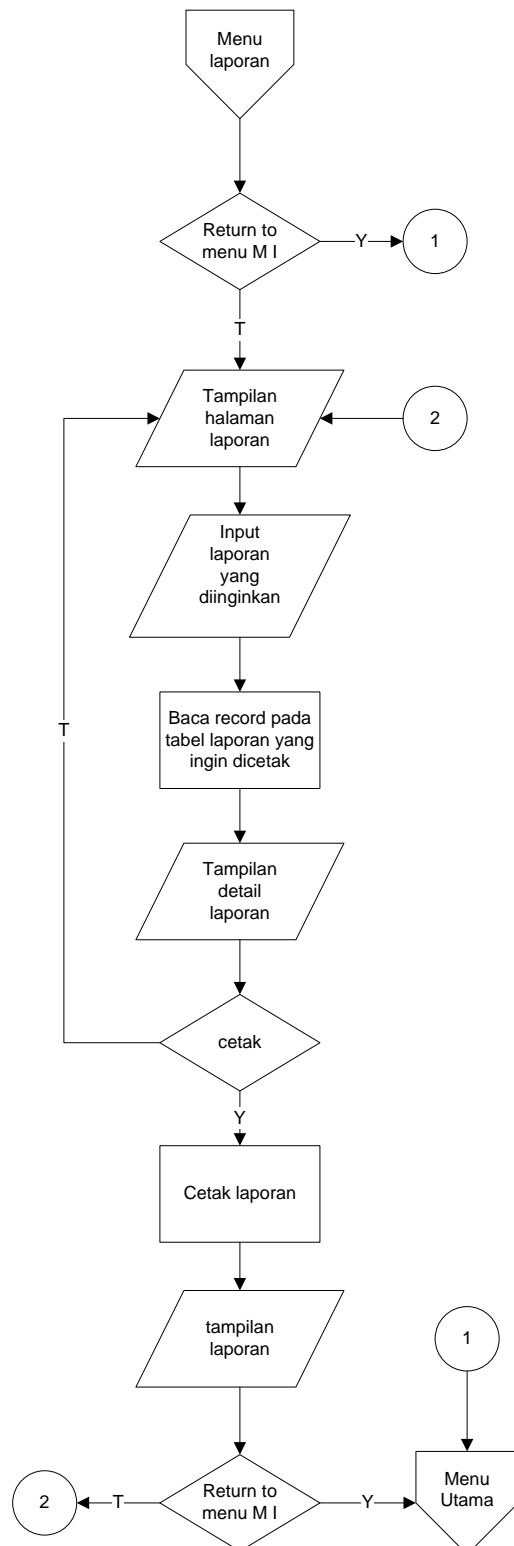 Menu
laporan
Return to
menu M I
Y
1
T
Tampilan
halaman
laporan
2
Input
laporan
yang
diinginkan
T
Baca record pada
tabel laporan yang
ingin dicetak
Tampilan
detail
laporan
cetak
Y
Cetak laporan
tampilan
laporan
1
2
T
Return to
menu M I
Y
Menu
Utama